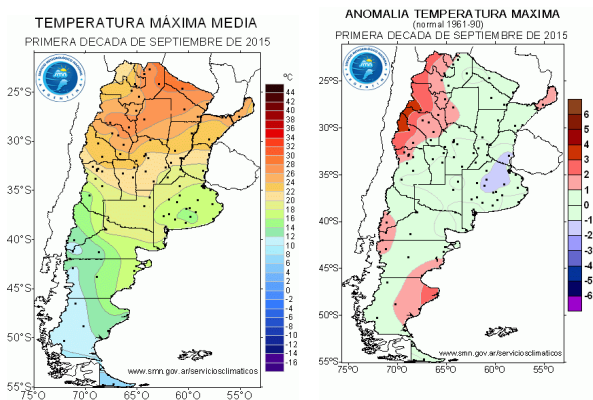 TEMPERATURA MÁXIMA MEDIA
PRIMERA DECADA DE SEPTIEMBRE DE 2015
25°S
30°S
35°S
40°S
45°S
50°S
55°S
75°W 70°W 65°W 60°W
°C
44
42
40
38
36
34
32
30
28
26
24
22
20
18
16
14
12
10
8
6
4
2
0
-2
-4
-6
-8
-10
-12
-14
-16
www.smn.gov.ar/serviciosclimaticos
ANOMALIA TEMPERATURA MAXIMA
(normal 1961-90)
PRIMERA DECADA DE SEPTIEMBRE DE 2015
25°S
30°S
35°S
40°S
45°S
50°S
55°S
75°W 70°W 65°W 60°W 55°W
6
5
4
3
2
1
0
-1
-2
-3
-4
-5
-6
www.smn.gov.ar/serviciosclimaticos